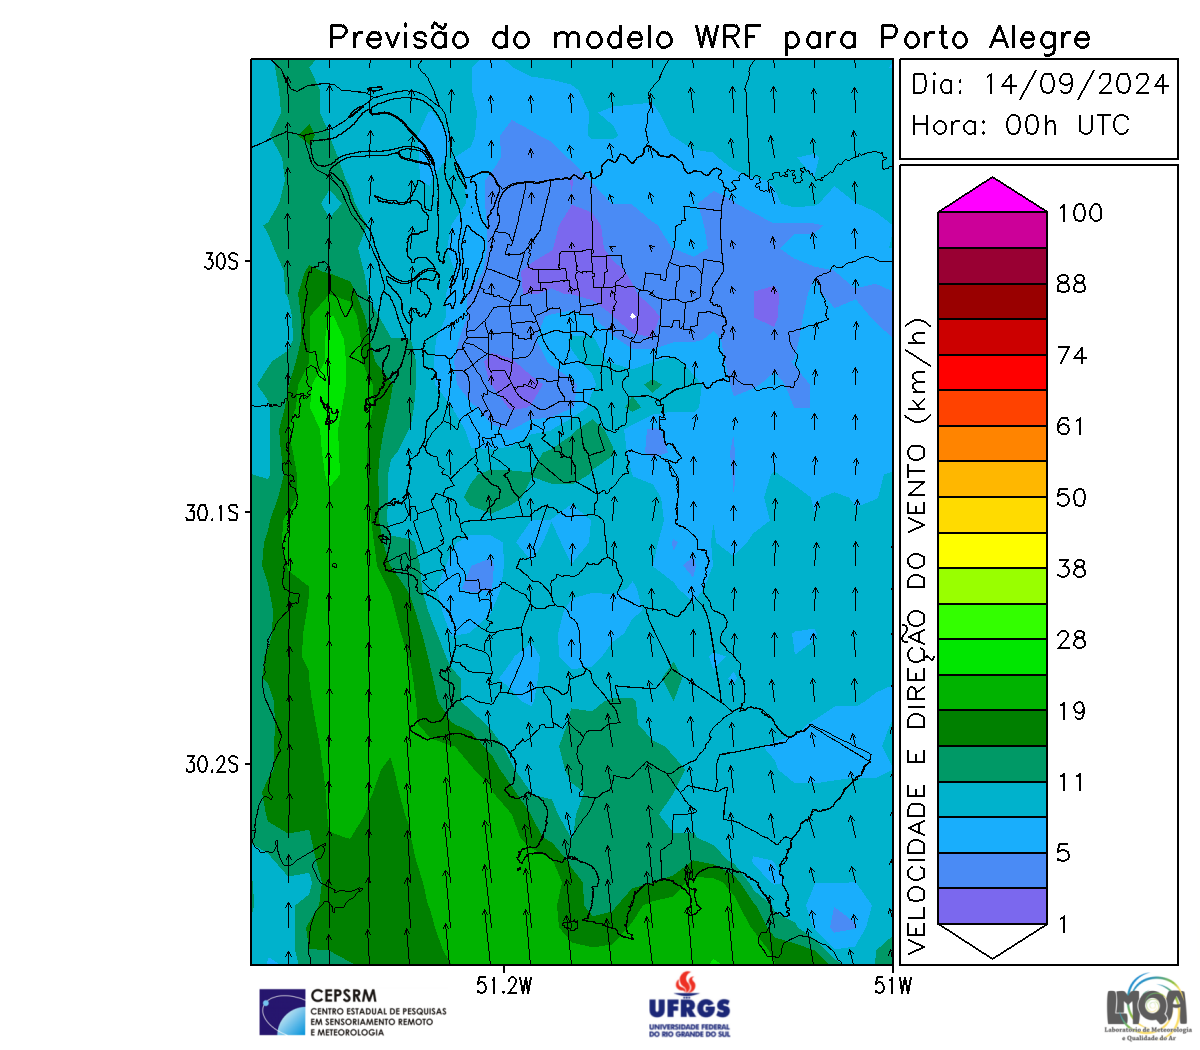 Previsão do modelo WRF para Porto Alegre
Dia: 14/09/2024
Hora: 00h UTC
30S
30.1S
30.2S
51.2W
51W
VELOCIDADE E DIREÇÃO DO VENTO (km/h)
100
88
74
61
50
38
28
19
11
5
1
CEPSRM
CENTRO ESTADUAL DE PESQUISAS
EM SENSORIAMENTO REMOTO
E METEOROLOGIA
UFRGS
UNIVERSIDADE FEDERAL
DO RIO GRANDE DO SUL
LMQA
Laboratório de Meteorologia
e Qualidade do Ar